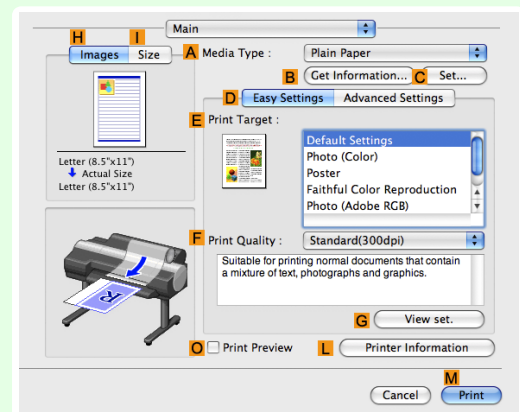 Main
H I
Images Size
A Media Type : Plain Paper
B Get Information... C Set...
D Easy Settings Advanced Settings
E Print Target :
Default Settings
Photo (Color)
Poster
Faithful Color Reproduction
Photo (Adobe RGB)
Letter (8.5"x11")
Actual Size
Letter (8.5"x11")
F Print Quality : Standard(300dpi)
Suitable for printing normal documents that contain
a mixture of text, photographs and graphics.
R
G View set.
O Print Preview L Printer Information
M
Cancel Print